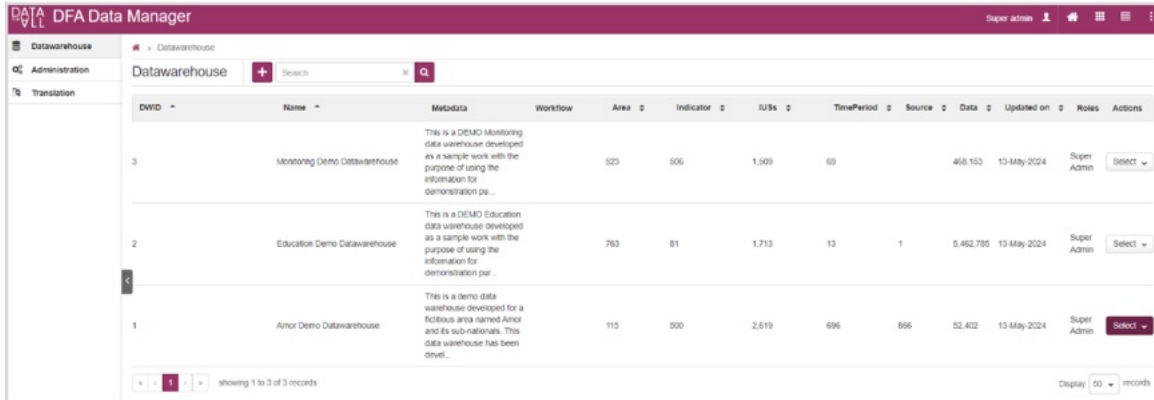 DATA
ALL DFA Data Manager
Super admin
Datawarehouse
Administration
Translation
> Datawarehouse
Datawarehouse + Search ×
DWID Name Metadata Workflow Area Indicator IUSs TimePeriod Source Data Updated on Roles Actions
This is a DEMO Monitoring
data warehouse developed
as a sample work with the
purpose of using the
information for
demonstration pu...
3 Monitoring Demo Datawarehouse 523 506 1,509 69 468,153 13-May-2024 Super Admin Select
This is a DEMO Education
data warehouse developed
as a sample work with the
purpose of using the
information for
demonstration pur...
2 Education Demo Datawarehouse 763 81 1,713 13 1 5,462,785 13-May-2024 Super Admin Select
This is a demo data
warehouse developed for a
fictitious area named Amor
and its sub-nationals. This
data warehouse has been
devel...
1 Amor Demo Datawarehouse 115 500 2,619 696 866 52,402 13-May-2024 Super Admin Select
« ‹ 1 › » showing 1 to 3 of 3 records
Display 50 records